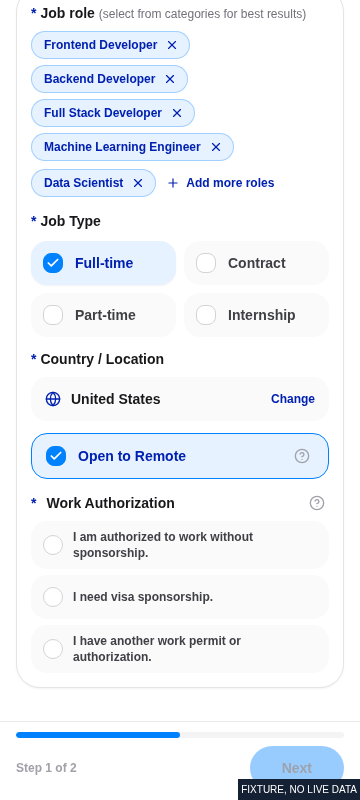 * Job role (select from categories for best results)
Frontend Developer
Backend Developer
Full Stack Developer
Machine Learning Engineer
Data Scientist
Add more roles
* Job Type
Full-time
Contract
Part-time
Internship
* Country / Location
United States
Change
Open to Remote
* Work Authorization
I am authorized to work without
sponsorship.
I need visa sponsorship.
I have another work permit or
authorization.
Step 1 of 2
Next
FIXTURE, NO LIVE DATA